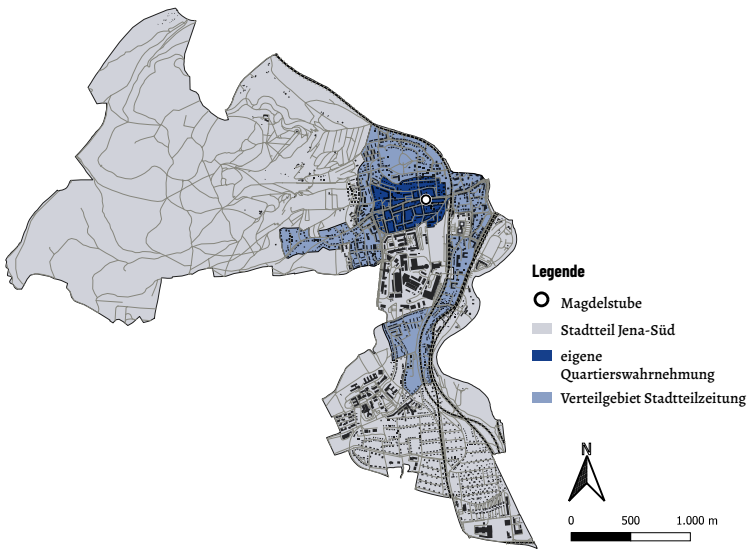 Legende
Magdelstube
Stadtteil Jena-Süd
eigene
Quartierswahrnehmung
Verteilgebiet Stadtteilzeitung
N
0 500 1.000 m